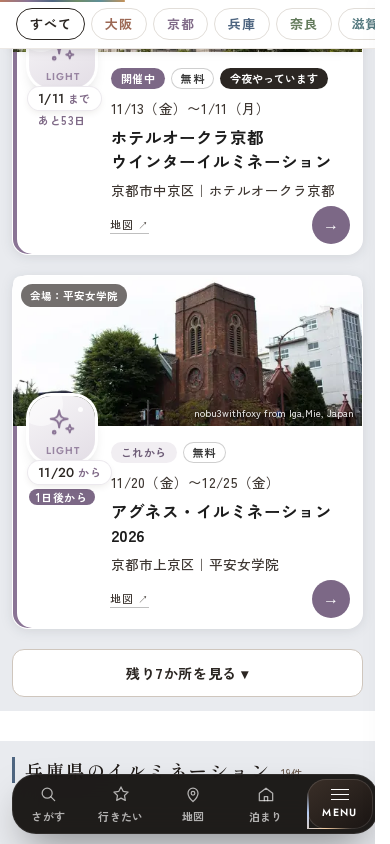 すべて 大阪 京都 兵庫 奈良 滋賀
LIGHT
1/11 まで
あと53日
開催中 無料 今夜やっています
11/13（金）〜1/11（月）
ホテルオークラ京都
ウインターイルミネーション
京都市中京区｜ホテルオークラ京都
地図 ↗
→
会場：平安女学院
nobu3withfoxy from Iga,Mie, Japan
LIGHT
11/20 から
1日後から
これから 無料
11/20（金）〜12/25（金）
アグネス・イルミネーション
2026
京都市上京区｜平安女学院
地図 ↗
→
残り7か所を見る ▾
兵庫県のイルミネーション 19件
さがす 行きたい 地図 泊まり MENU